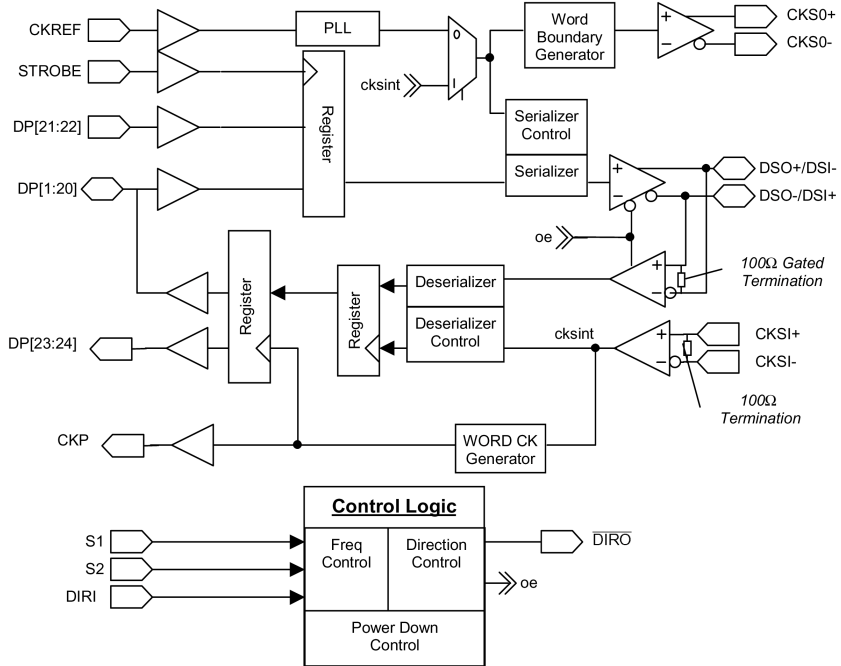 CKREF
PLL
0
Word
Boundary
Generator
+
−
CKS0+
CKS0-
STROBE
cksint
1
Register
DP[21:22]
Serializer
Control
DP[1:20]
Serializer
+
−
DSO+/DSI-
DSO-/DSI+
oe
Register
Register
Deserializer
+
−
100Ω Gated
Termination
Deserializer
Control
cksint
+
−
CKSI+
CKSI-
DP[23:24]
100Ω
Termination
CKP
WORD CK
Generator
Control Logic
S1
S2
DIRI
Freq
Control
Direction
Control
DIRO
oe
Power Down
Control